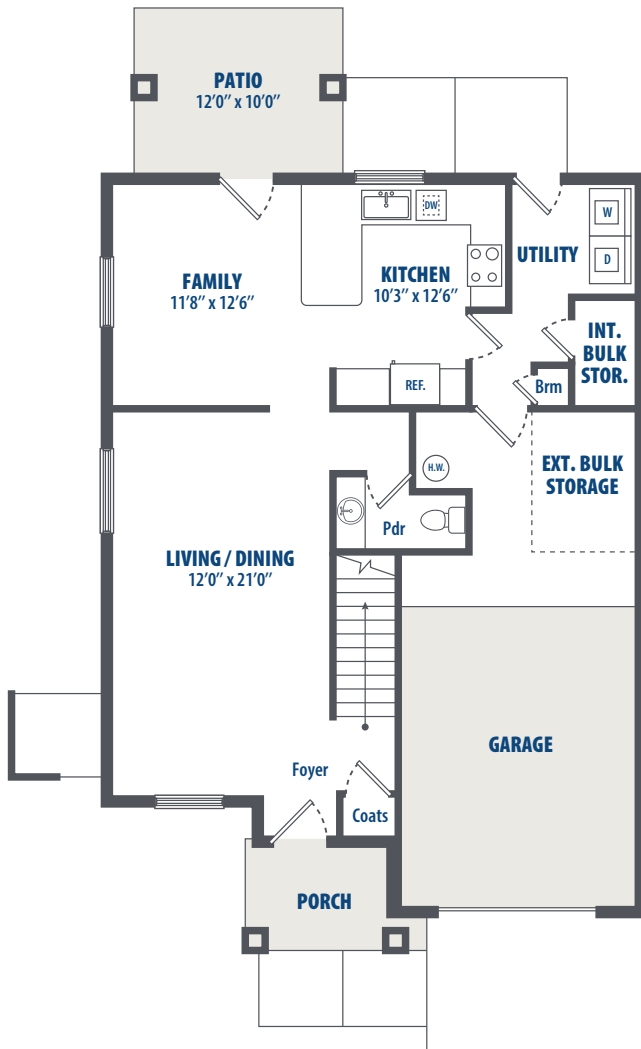 PATIO
12'0" x 10'0"
DW
W
D
UTILITY
FAMILY
11'8" x 12'6"
KITCHEN
10'3" x 12'6"
INT.
BULK
STOR.
REF.
Brm
H.W.
EXT. BULK
STORAGE
Pdr
LIVING / DINING
12'0" x 21'0"
GARAGE
Foyer
Coats
PORCH